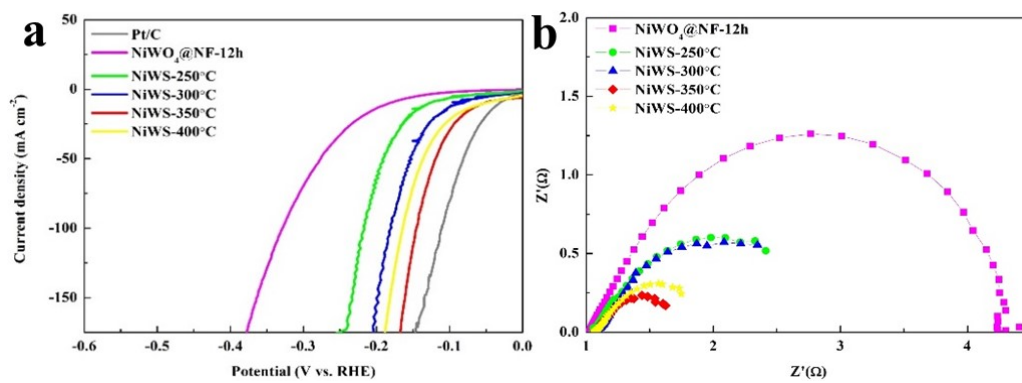 a
50
0
-50
-100
-150
-0.6
-0.5
-0.4
-0.3
-0.2
-0.1
0.0
Current density (mA cm⁻²)
Potential (V vs. RHE)
Pt/C
NiWO₄@NF-12h
NiWS-250°C
NiWS-300°C
NiWS-350°C
NiWS-400°C
b
2.0
1.5
1.0
0.5
0.0
1
2
3
4
Z'(Ω)
Z'(Ω)
NiWO₄@NF-12h
NiWS-250°C
NiWS-300°C
NiWS-350°C
NiWS-400°C